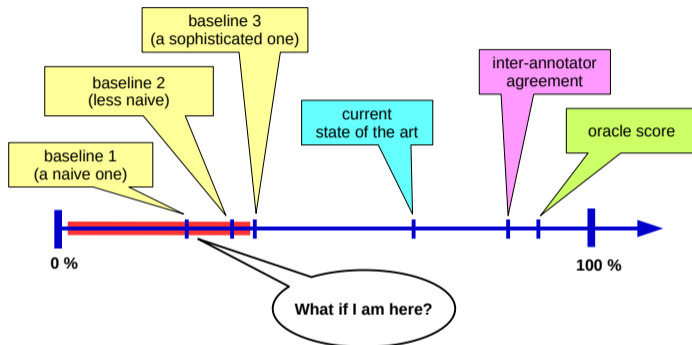 baseline 3
(a sophisticated one)
baseline 2
(less naive)
baseline 1
(a naive one)
current
state of the art
inter-annotator
agreement
oracle score
0 %
100 %
What if I am here?